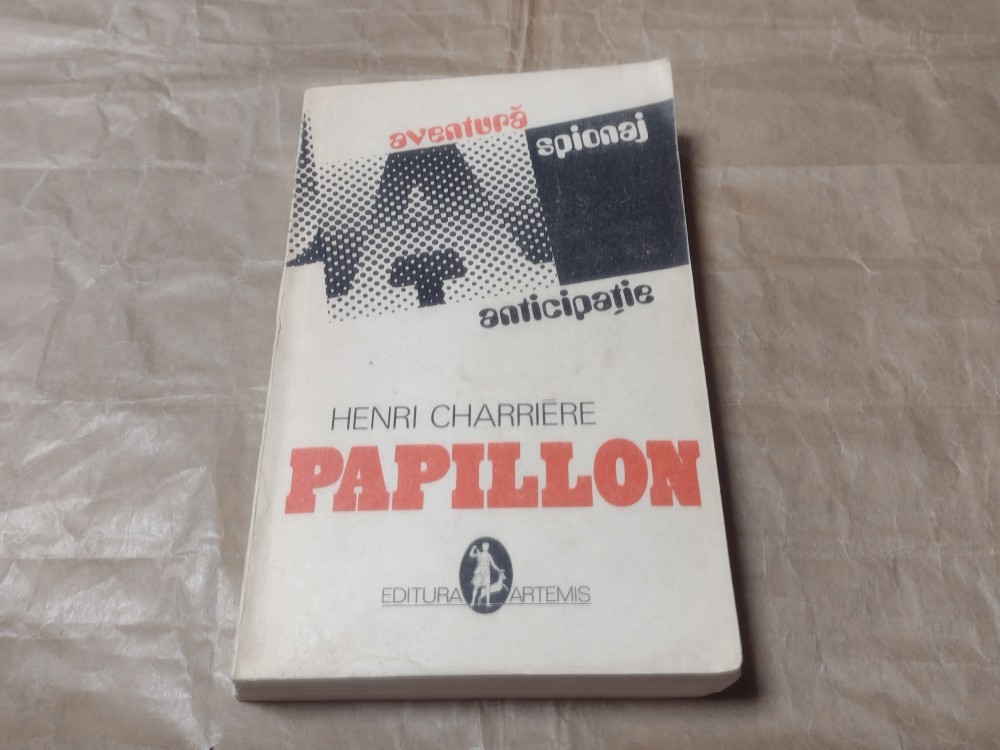 aventură
spionaj
anticipație
HENRI CHARRIÈRE
PAPILLON
EDITURA ARTEMIS